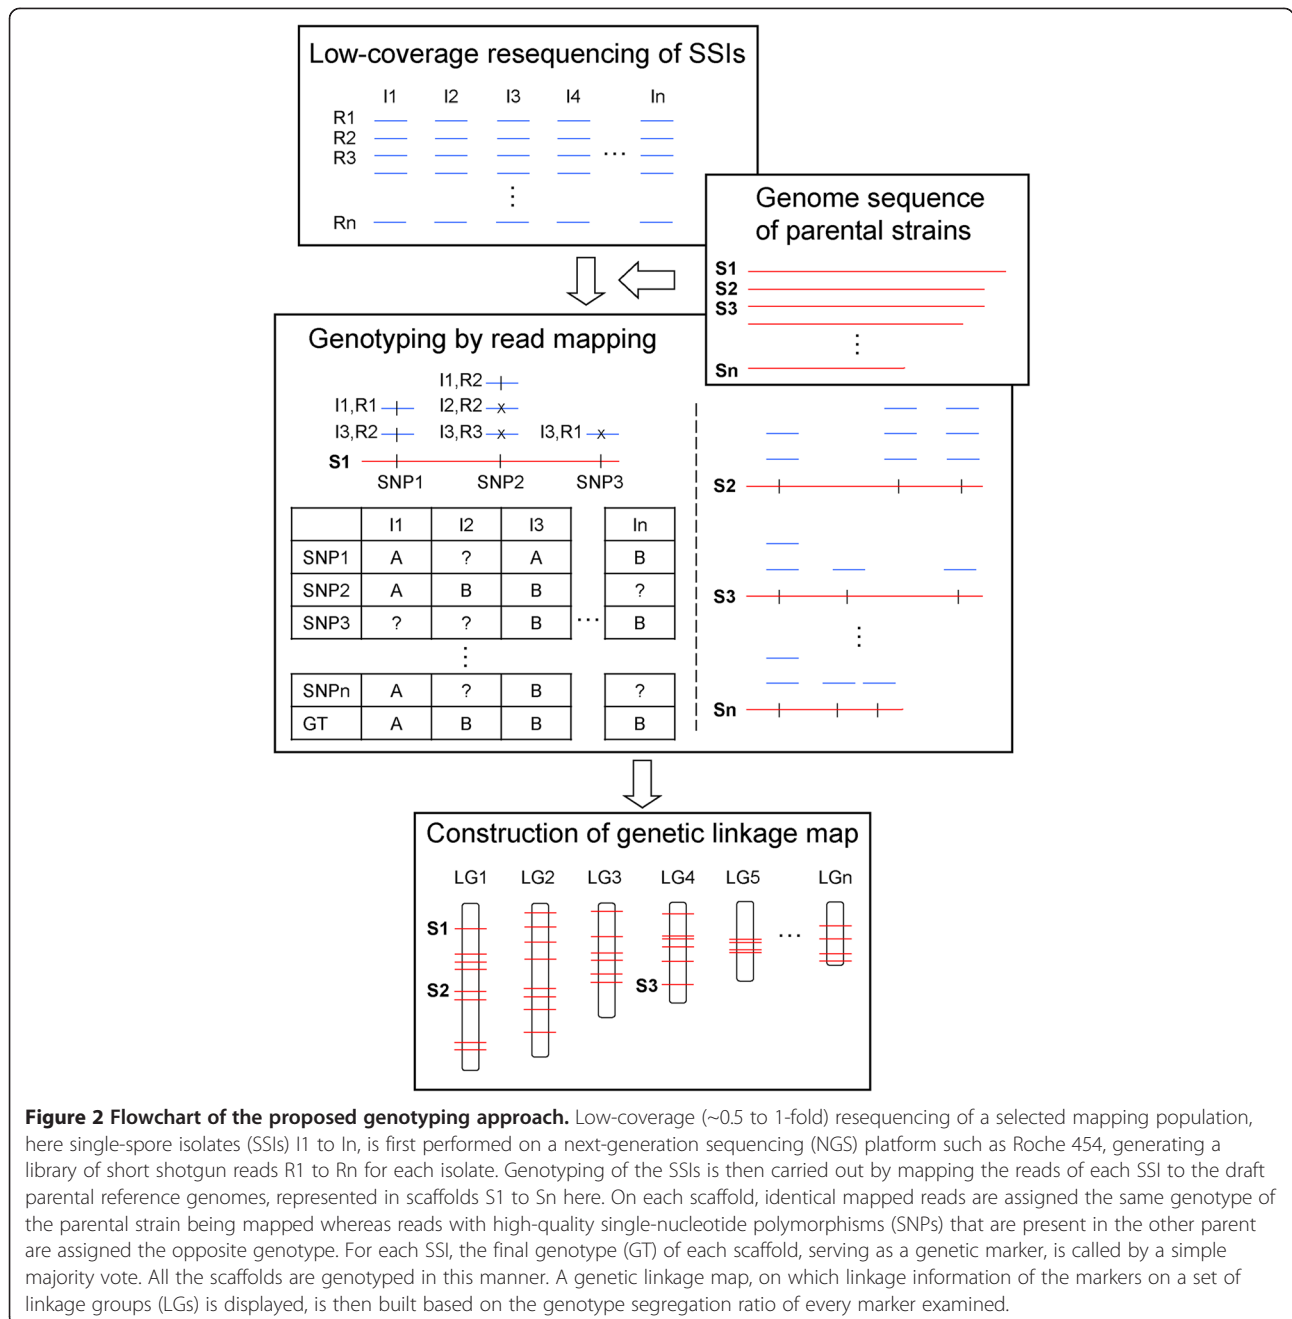 Low-coverage resequencing of SSIs
I1 I2 I3 I4 In
R1
R2
R3
...
Rn
Genome sequence
of parental strains
S1
S2
S3
Sn
Genotyping by read mapping
I1,R2
I1,R1 I2,R2
I3,R2 I3,R3 I3,R1
S1
SNP1 SNP2 SNP3
I1 I2 I3 In
SNP1 A ? A B
SNP2 A B B ?
SNP3 ? ? B ... B
SNPn A ? B ?
GT A B B B
S2
S3
Sn
Construction of genetic linkage map
LG1 LG2 LG3 LG4 LG5 LGn
S1
...
S2
S3
Figure 2 Flowchart of the proposed genotyping approach. Low-coverage (~0.5 to 1-fold) resequencing of a selected mapping population,
here single-spore isolates (SSIs) I1 to In, is first performed on a next-generation sequencing (NGS) platform such as Roche 454, generating a
library of short shotgun reads R1 to Rn for each isolate. Genotyping of the SSIs is then carried out by mapping the reads of each SSI to the draft
parental reference genomes, represented in scaffolds S1 to Sn here. On each scaffold, identical mapped reads are assigned the same genotype of
the parental strain being mapped whereas reads with high-quality single-nucleotide polymorphisms (SNPs) that are present in the other parent
are assigned the opposite genotype. For each SSI, the final genotype (GT) of each scaffold, serving as a genetic marker, is called by a simple
majority vote. All the scaffolds are genotyped in this manner. A genetic linkage map, on which linkage information of the markers on a set of
linkage groups (LGs) is displayed, is then built based on the genotype segregation ratio of every marker examined.